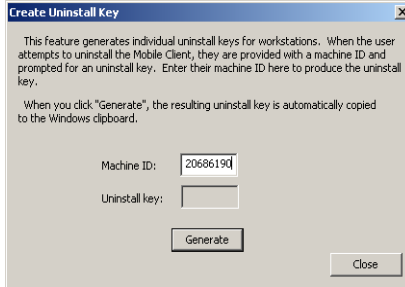 Create Uninstall Key
This feature generates individual uninstall keys for workstations. When the user
attempts to uninstall the Mobile Client, they are provided with a machine ID and
prompted for an uninstall key. Enter their machine ID here to produce the uninstall
key.
When you click "Generate", the resulting uninstall key is automatically copied
to the Windows clipboard.
Machine ID: 20686190
Uninstall key:
Generate
Close